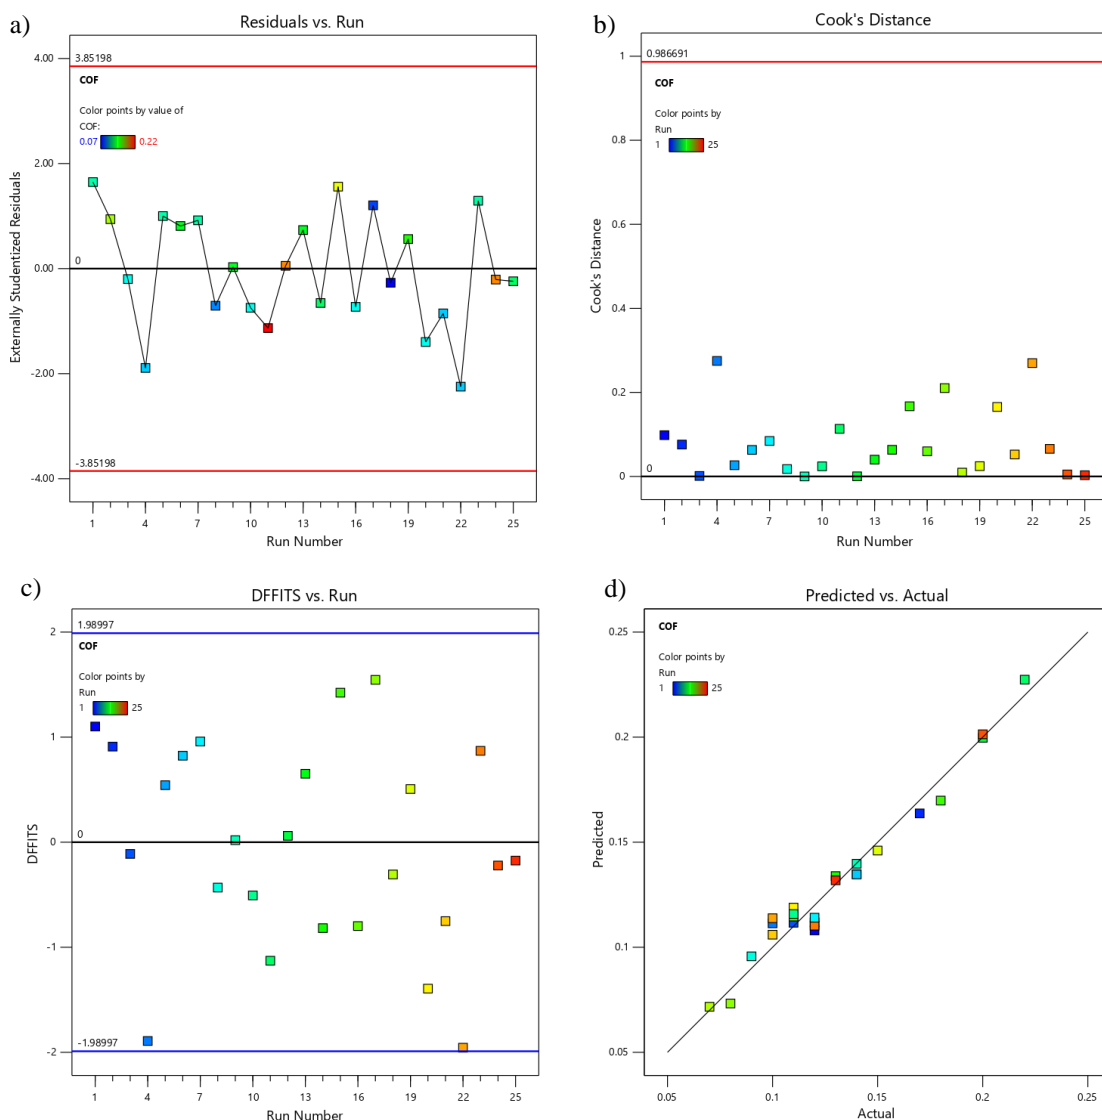 a)
Residuals vs. Run
4.00
2.00
0.00
-2.00
-4.00
3.85198
COF
Color points by value of
COF:
0.07 0.22
0
-3.85198
Externally Studentized Residuals
1 4 7 10 13 16 19 22 25
Run Number
b)
Cook's Distance
1
0.8
0.6
0.4
0.2
0
0.986691
COF
Color points by
Run
1 25
0
Cook's Distance
1 4 7 10 13 16 19 22 25
Run Number
c)
DFFITS vs. Run
2
1
0
-1
-2
1.98997
COF
Color points by
Run
1 25
0
-1.98997
DFFITS
1 4 7 10 13 16 19 22 25
Run Number
d)
Predicted vs. Actual
0.25
0.2
0.15
0.1
0.05
COF
Color points by
Run
1 25
Predicted
0.05 0.1 0.15 0.2 0.25
Actual